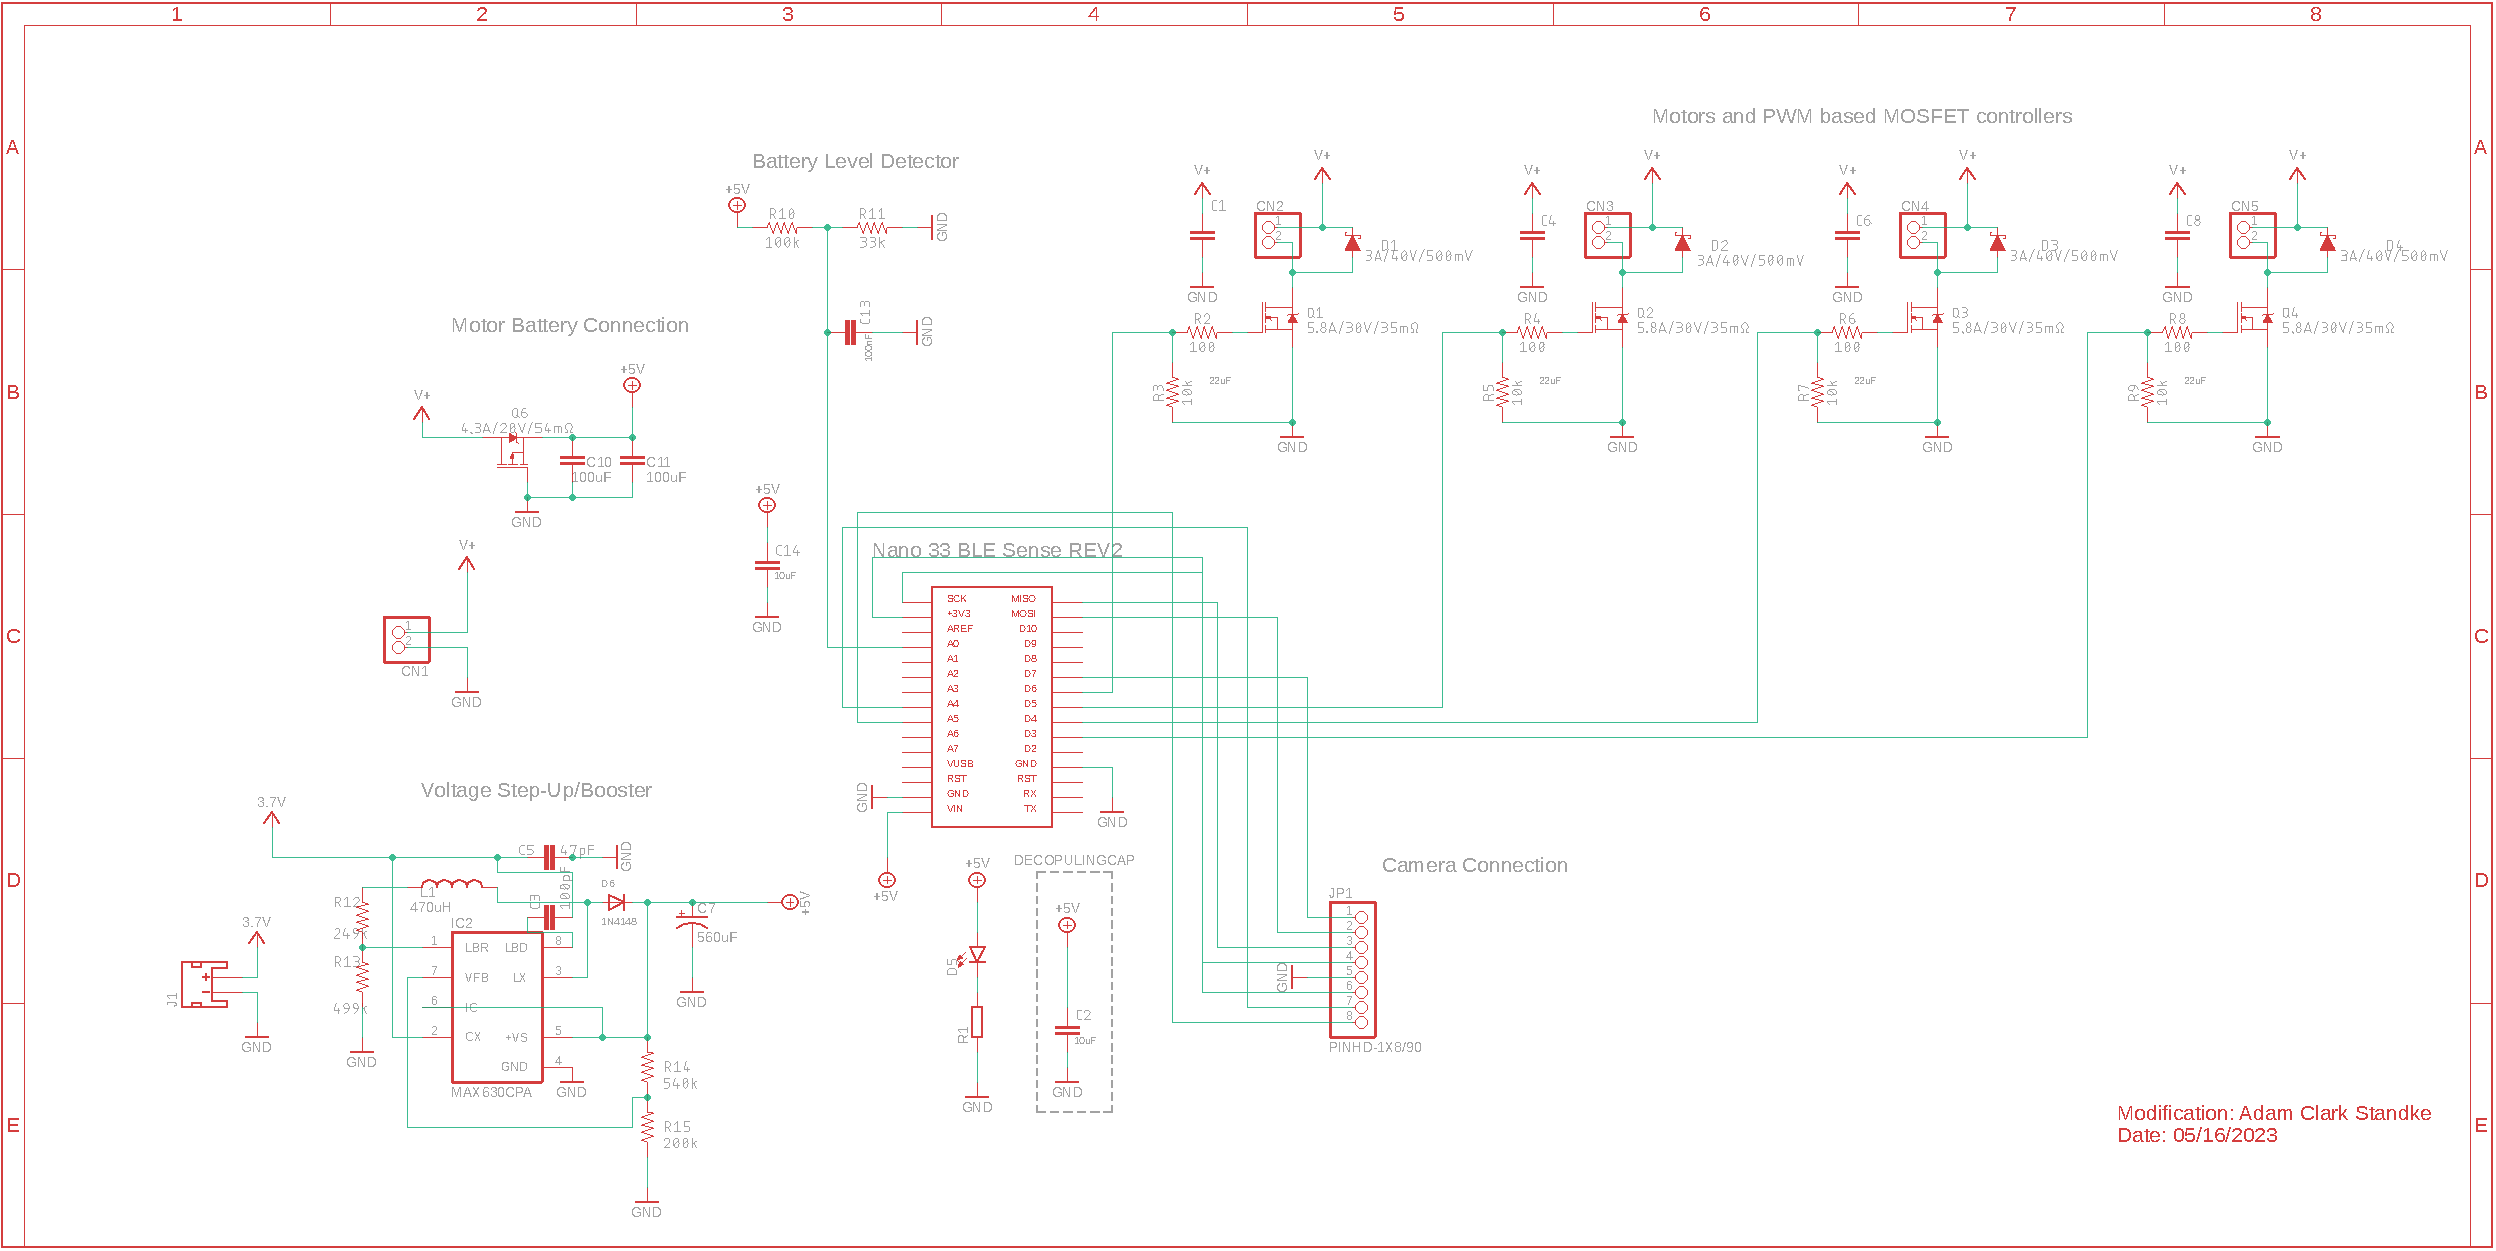 1 2 3 4 5 6 7 8
A A
B B
C C
D D
E E
Motors and PWM based MOSFET controllers
Battery Level Detector
+5V
R10
100k
R11
33k
GND
C13
100nF
GND
Motor Battery Connection
V+
Q6
4.3A/20V/54mΩ
+5V
C10
100uF
C11
100uF
GND
V+
1
2
CN1
GND
+5V
C14
10uF
GND
V+
C1
GND
V+
CN2
1
2
D1
3A/40V/500mV
Q1
5.8A/30V/35mΩ
R2
100
R3
10k
22uF
GND
V+
C4
GND
V+
CN3
1
2
D2
3A/40V/500mV
Q2
5.8A/30V/35mΩ
R4
100
R5
10k
22uF
GND
V+
C6
GND
V+
CN4
1
2
D3
3A/40V/500mV
Q3
5.8A/30V/35mΩ
R6
100
R7
10k
22uF
GND
V+
C8
GND
V+
CN5
1
2
D4
3A/40V/500mV
Q4
5.8A/30V/35mΩ
R8
100
R9
10k
22uF
GND
Nano 33 BLE Sense REV2
SCK MISO
+3V3 MOSI
AREF D10
A0 D9
A1 D8
A2 D7
A3 D6
A4 D5
A5 D4
A6 D3
A7 D2
VUSB GND
RST RST
GND RX
VIN TX
GND
+5V
GND
Voltage Step-Up/Booster
3.7V
C5
47pF
GND
L1
470uH
C3
100pF
D6
1N4148
+5V
C7
560uF
GND
R12
249k
R13
499k
GND
IC2
1 LBR LBD 8
7 VFB LX 3
6 IC
2 CX +VS 5
GND 4
MAX630CPA
GND
R14
540k
R15
200k
GND
3.7V
J1
+
-
GND
+5V
D5
R1
GND
DECOPULINGCAP
+5V
C2
10uF
GND
Camera Connection
JP1
1
2
3
4
5
6
7
8
GND
PINHD-1X8/90
Modification: Adam Clark Standke
Date: 05/16/2023